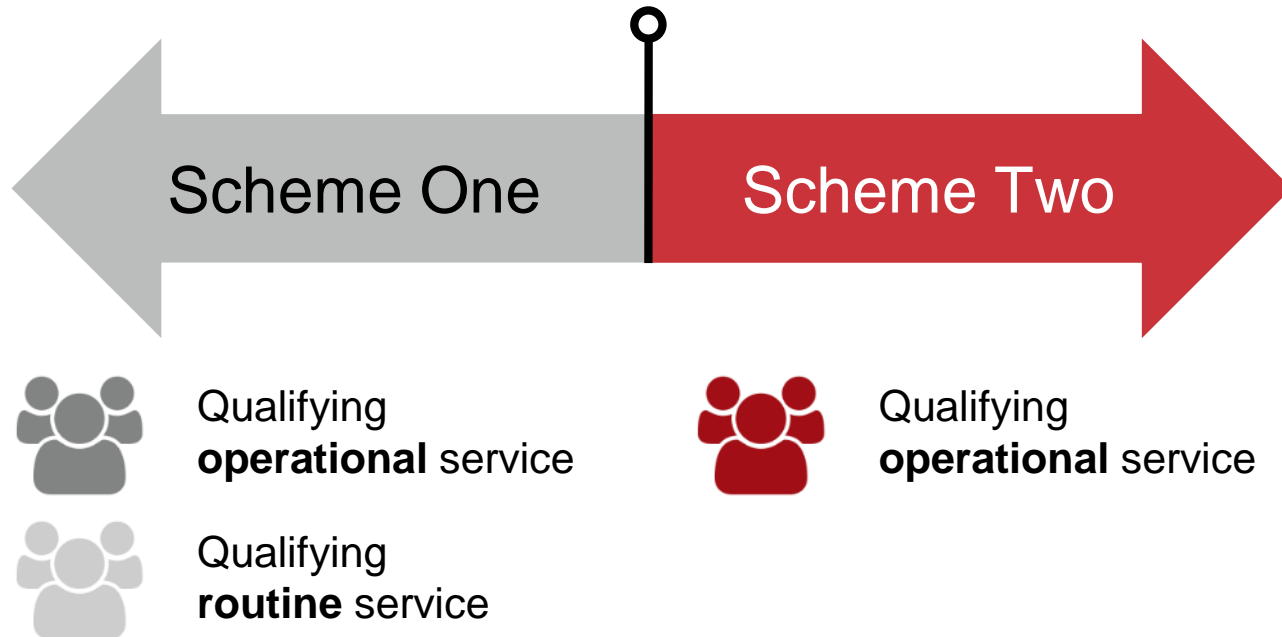 Scheme One
Scheme Two
Qualifying
operational service
Qualifying
operational service
Qualifying
routine service